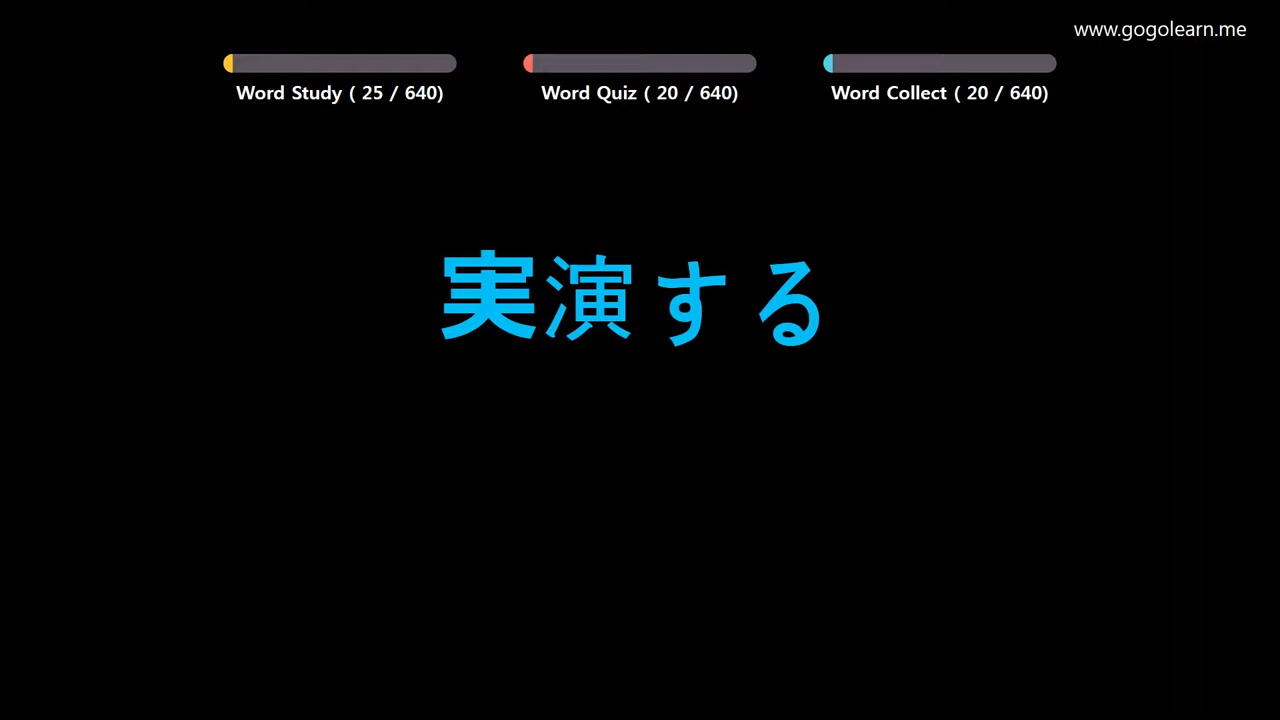 www.gogolearn.me
Word Study ( 25 / 640)
Word Quiz ( 20 / 640)
Word Collect ( 20 / 640)
実演する